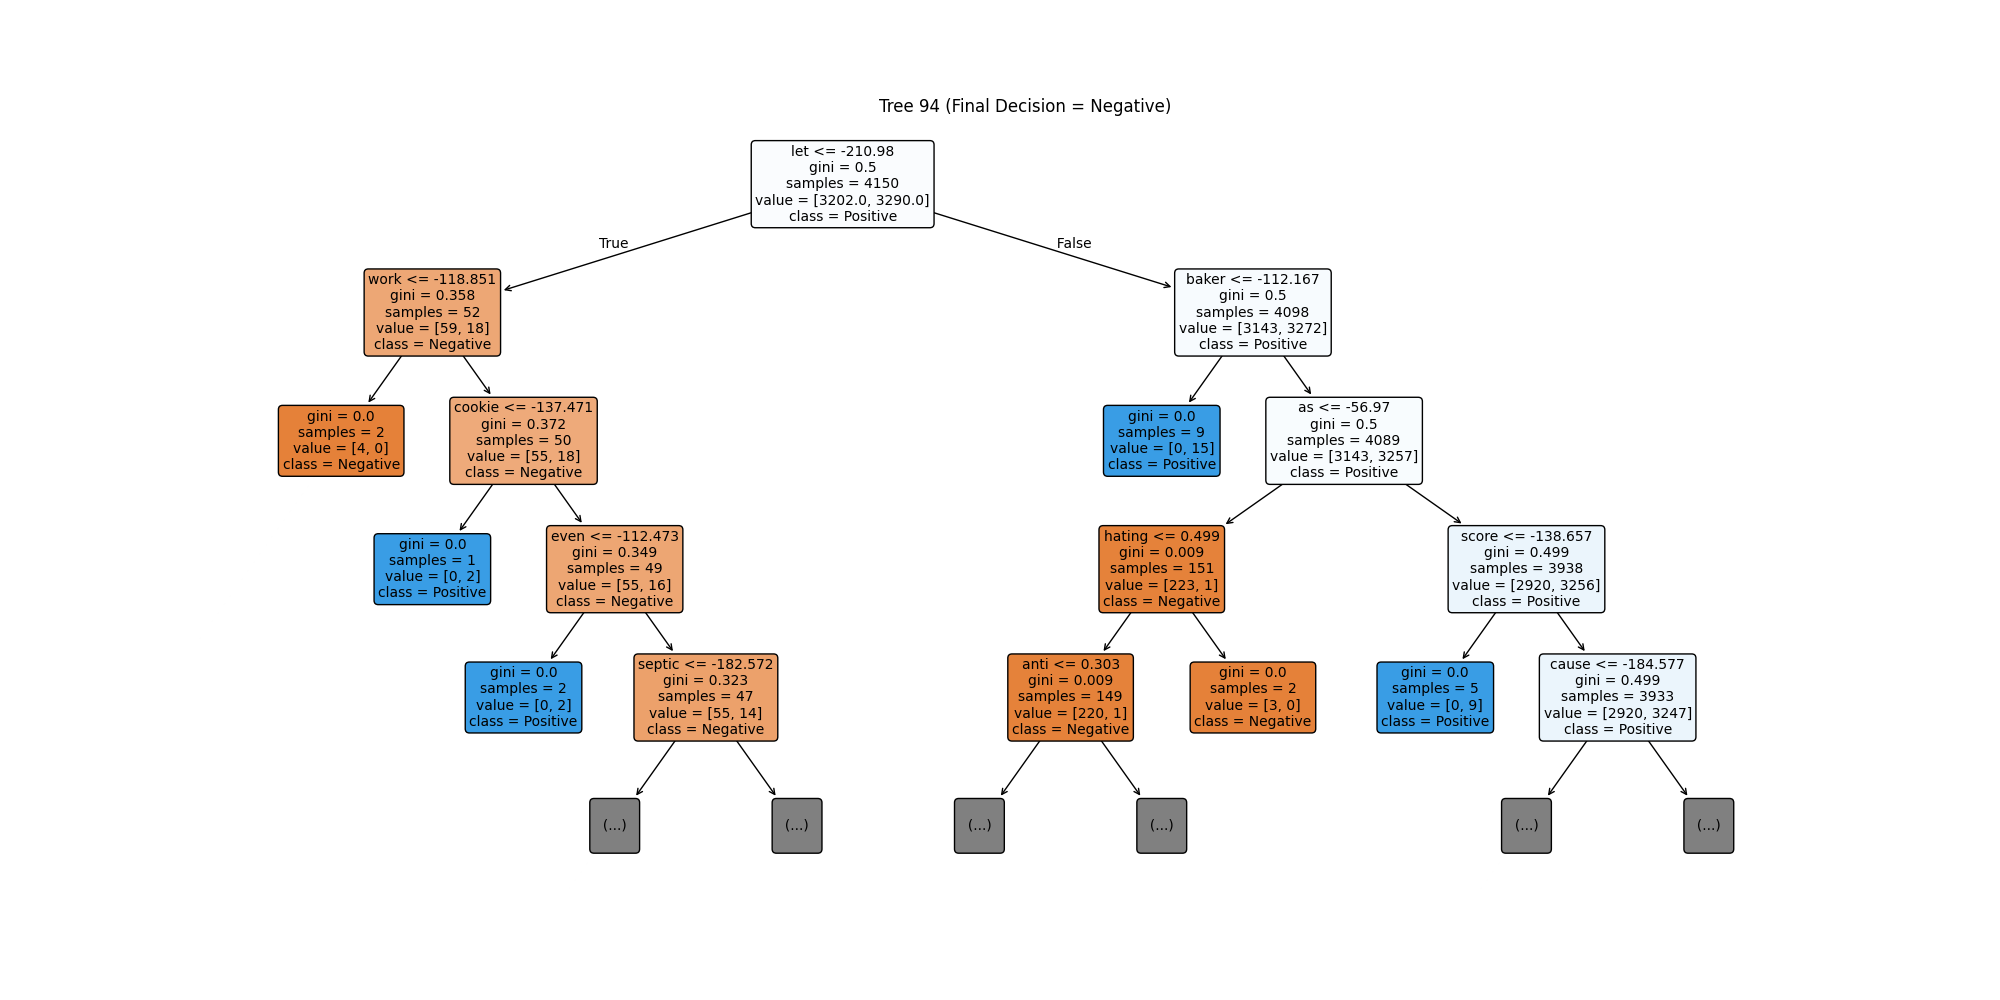 Tree 94 (Final Decision = Negative)
let <= -210.98
gini = 0.5
samples = 4150
value = [3202.0, 3290.0]
class = Positive
True
False
work <= -118.851
gini = 0.358
samples = 52
value = [59, 18]
class = Negative
baker <= -112.167
gini = 0.5
samples = 4098
value = [3143, 3272]
class = Positive
gini = 0.0
samples = 2
value = [4, 0]
class = Negative
cookie <= -137.471
gini = 0.372
samples = 50
value = [55, 18]
class = Negative
gini = 0.0
samples = 9
value = [0, 15]
class = Positive
as <= -56.97
gini = 0.5
samples = 4089
value = [3143, 3257]
class = Positive
gini = 0.0
samples = 1
value = [0, 2]
class = Positive
even <= -112.473
gini = 0.349
samples = 49
value = [55, 16]
class = Negative
hating <= 0.499
gini = 0.009
samples = 151
value = [223, 1]
class = Negative
score <= -138.657
gini = 0.499
samples = 3938
value = [2920, 3256]
class = Positive
gini = 0.0
samples = 2
value = [0, 2]
class = Positive
septic <= -182.572
gini = 0.323
samples = 47
value = [55, 14]
class = Negative
anti <= 0.303
gini = 0.009
samples = 149
value = [220, 1]
class = Negative
gini = 0.0
samples = 2
value = [3, 0]
class = Negative
gini = 0.0
samples = 5
value = [0, 9]
class = Positive
cause <= -184.577
gini = 0.499
samples = 3933
value = [2920, 3247]
class = Positive
(...)
(...)
(...)
(...)
(...)
(...)